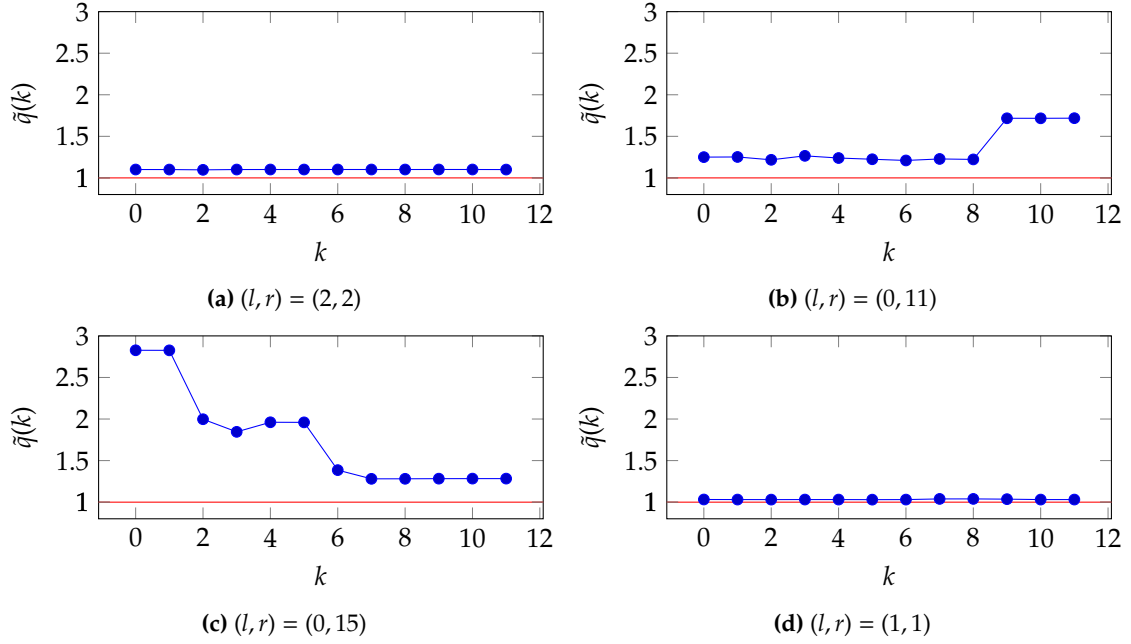 3
2.5
2
1.5
1
q̃(k)
0 2 4 6 8 10 12
k
(a) (l, r) = (2, 2)
3
2.5
2
1.5
1
q̃(k)
0 2 4 6 8 10 12
k
(b) (l, r) = (0, 11)
3
2.5
2
1.5
1
q̃(k)
0 2 4 6 8 10 12
k
(c) (l, r) = (0, 15)
3
2.5
2
1.5
1
q̃(k)
0 2 4 6 8 10 12
k
(d) (l, r) = (1, 1)